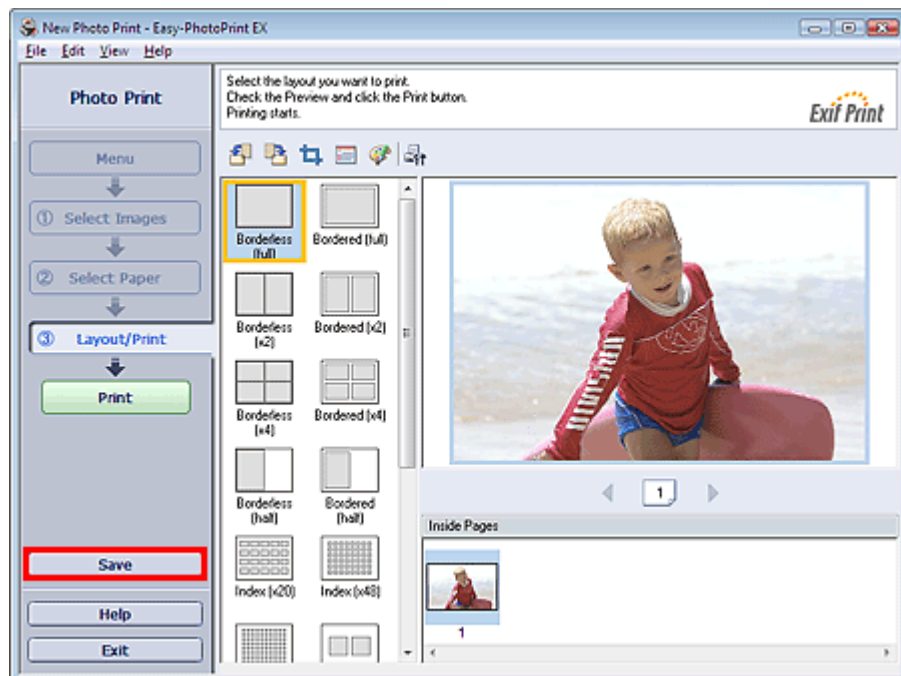 New Photo Print - Easy-PhotoPrint EX
File Edit View Help
Photo Print
Select the layout you want to print.
Check the Preview and click the Print button.
Printing starts.
Exif Print
Menu
① Select Images
② Select Paper
③ Layout/Print
Print
Save
Help
Exit
Borderless
(full)
Bordered (full)
Borderless
(x2)
Bordered (x2)
Borderless
(x4)
Bordered (x4)
Borderless
(half)
Bordered
(half)
Index (x20)
Index (x48)
1
Inside Pages
1